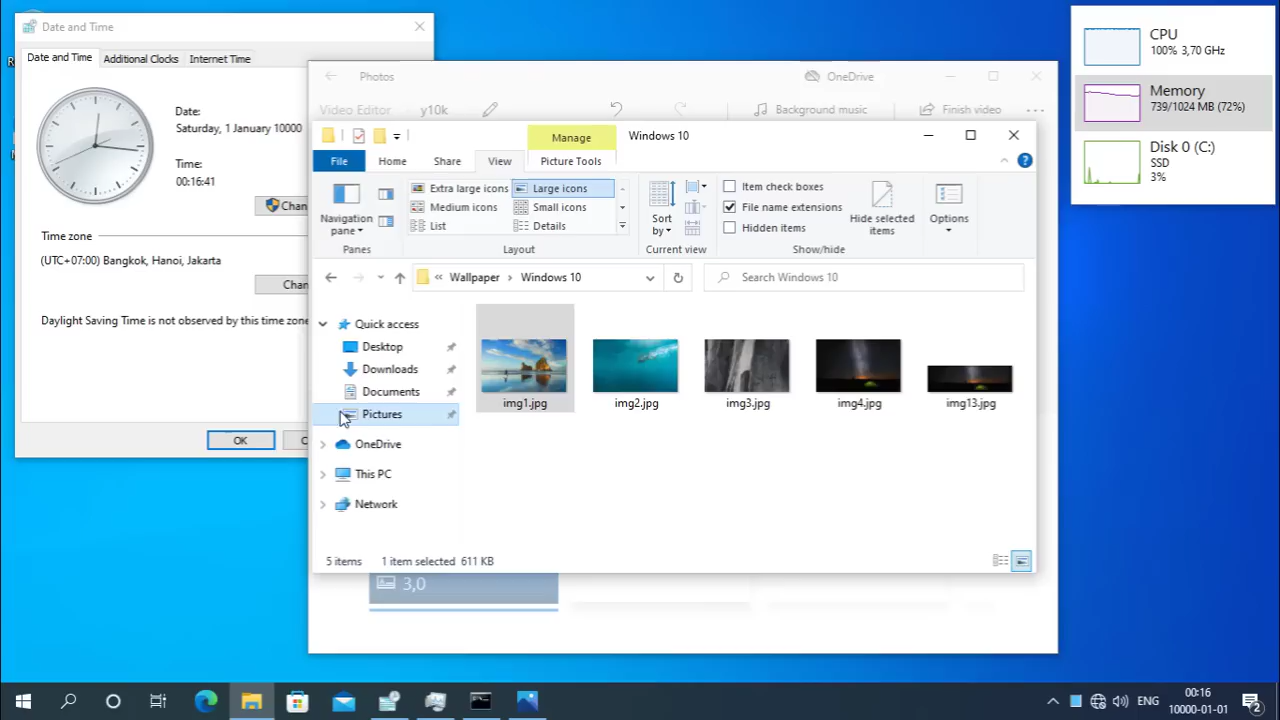 Date and Time
Date and Time
Additional Clocks
Internet Time
Date:
Saturday, 1 January 10000
Time:
00:16:41
Chan
Time zone
(UTC+07:00) Bangkok, Hanoi, Jakarta
Chan
Daylight Saving Time is not observed by this time zone
OK
C
Photos
OneDrive
Video Editor
y10k
Background music
Finish video
Manage
Windows 10
File
Home
Share
View
Picture Tools
Navigation
pane
Panes
Extra large icons
Large icons
Medium icons
Small icons
List
Details
Layout
Sort
by
Current view
Item check boxes
File name extensions
Hidden items
Hide selected
items
Show/hide
Options
« Wallpaper > Windows 10
Search Windows 10
Quick access
Desktop
Downloads
Documents
Pictures
OneDrive
This PC
Network
img1.jpg
img2.jpg
img3.jpg
img4.jpg
img13.jpg
5 items
1 item selected 611 KB
3,0
CPU
100% 3,70 GHz
Memory
739/1024 MB (72%)
Disk 0 (C:)
SSD
3%
ENG
00:16
10000-01-01
2